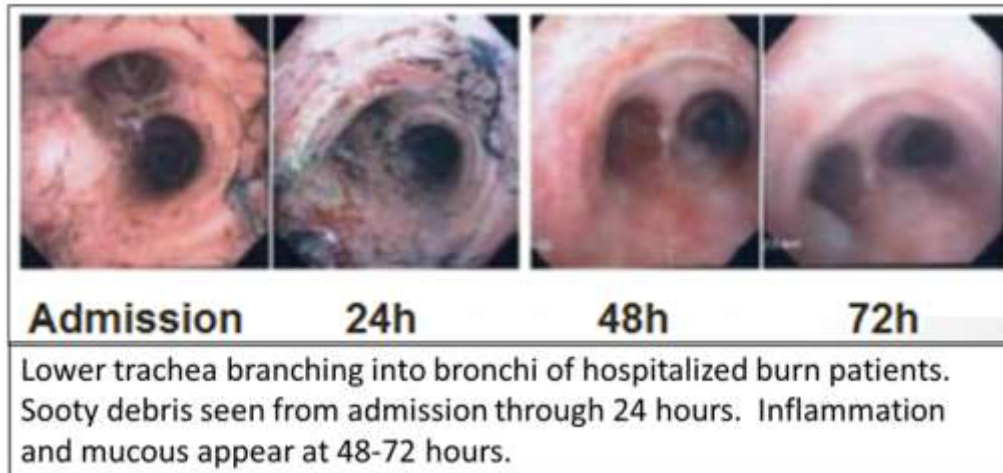 Admission 24h 48h 72h
Lower trachea branching into bronchi of hospitalized burn patients.
Sooty debris seen from admission through 24 hours. Inflammation
and mucous appear at 48-72 hours.